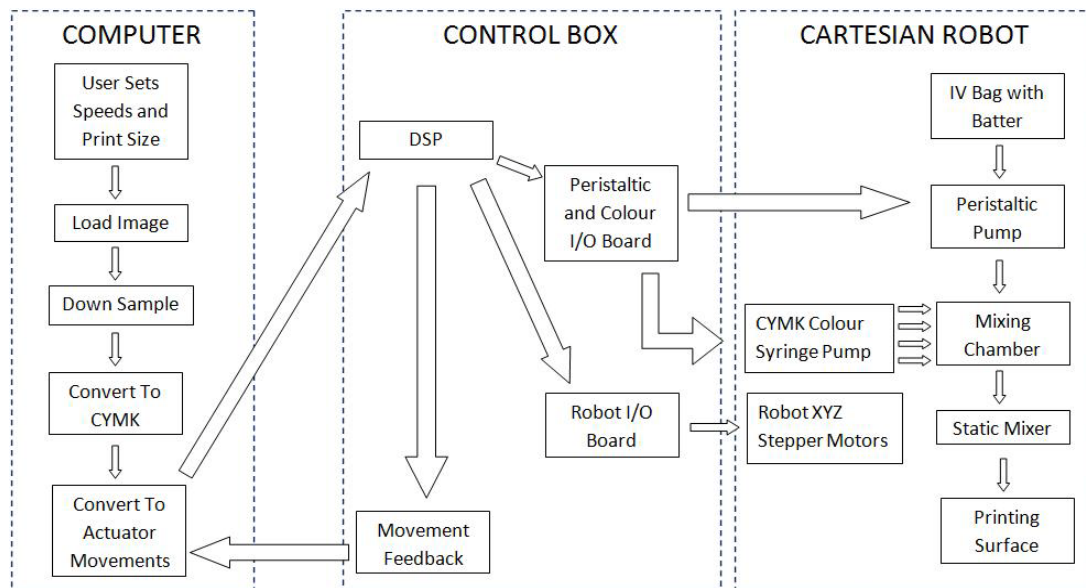 COMPUTER
User Sets
Speeds and
Print Size
Load Image
Down Sample
Convert To
CYMK
Convert To
Actuator
Movements
CONTROL BOX
DSP
Peristaltic
and Colour
I/O Board
Robot I/O
Board
Movement
Feedback
CARTESIAN ROBOT
IV Bag with
Batter
Peristaltic
Pump
CYMK Colour
Syringe Pump
Mixing
Chamber
Robot XYZ
Stepper Motors
Static Mixer
Printing
Surface